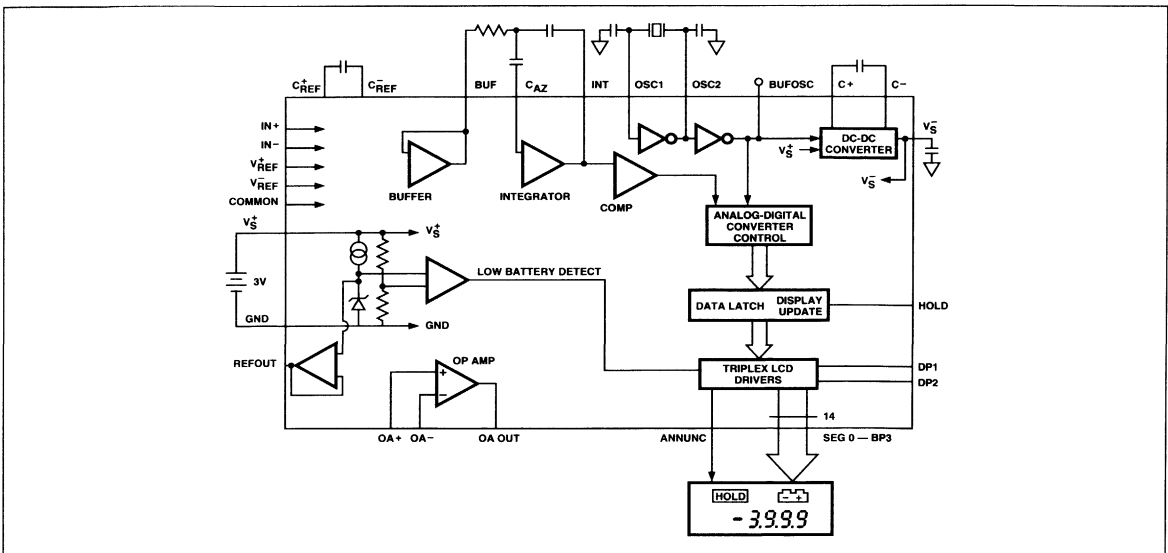 C+REF C−REF BUF CAZ INT OSC1 OSC2 BUFOSC C+ C−
IN+
IN−
V+REF
V−REF
COMMON
BUFFER
INTEGRATOR
COMP
V+S
DC-DC
CONVERTER
V−S
V−S
ANALOG-DIGITAL
CONVERTER
CONTROL
V+S
V+S
3V
LOW BATTERY DETECT
GND
GND
DATA LATCH
DISPLAY
UPDATE
HOLD
REFOUT
OP AMP
+
−
TRIPLEX LCD
DRIVERS
DP1
DP2
14
OA+ OA− OA OUT
ANNUNC
SEG 0 — BP3
HOLD
− +
-3.9.9.9